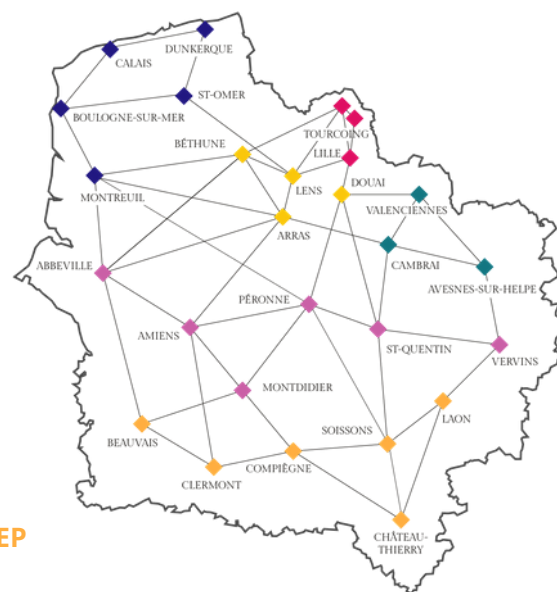 DUNKERQUE
CALAIS
ST-OMER
BOULOGNE-SUR-MER
TOURCOING
BÉTHUNE
LILLE
LENS
DOUAI
MONTREUIL
VALENCIENNES
ARRAS
CAMBRAI
ABBEVILLE
AVESNES-SUR-HELPE
PÉRONNE
AMIENS
ST-QUENTIN
VERVINS
MONTDIDIER
LAON
SOISSONS
BEAUVAIS
COMPIÈGNE
CLERMONT
EP
CHÂTEAU-
THIERRY